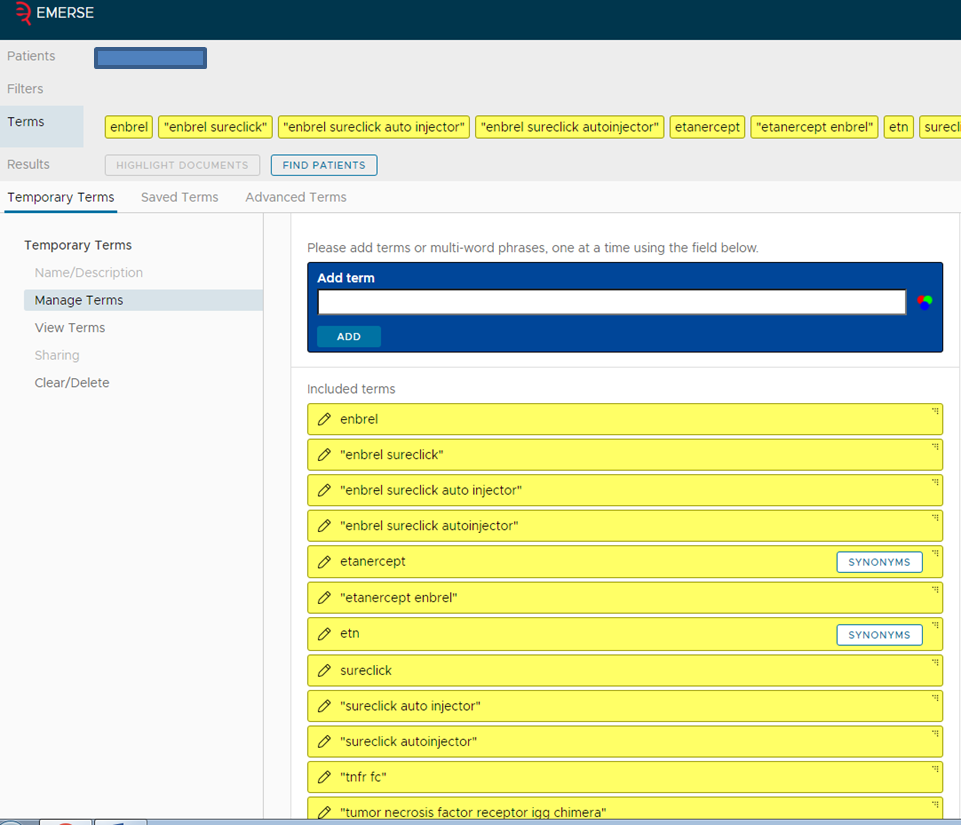 EMERSE
Patients
Filters
Terms
enbrel "enbrel sureclick" "enbrel sureclick auto injector" "enbrel sureclick autoinjector" etanercept "etanercept enbrel" etn surecli
Results
HIGHLIGHT DOCUMENTS FIND PATIENTS
Temporary Terms Saved Terms Advanced Terms
Temporary Terms
Name/Description
Manage Terms
View Terms
Sharing
Clear/Delete
Please add terms or multi-word phrases, one at a time using the field below.
Add term
ADD
Included terms
enbrel
"enbrel sureclick"
"enbrel sureclick auto injector"
"enbrel sureclick autoinjector"
etanercept SYNONYMS
"etanercept enbrel"
etn SYNONYMS
sureclick
"sureclick auto injector"
"sureclick autoinjector"
"tnfr fc"
"tumor necrosis factor receptor igg chimera"